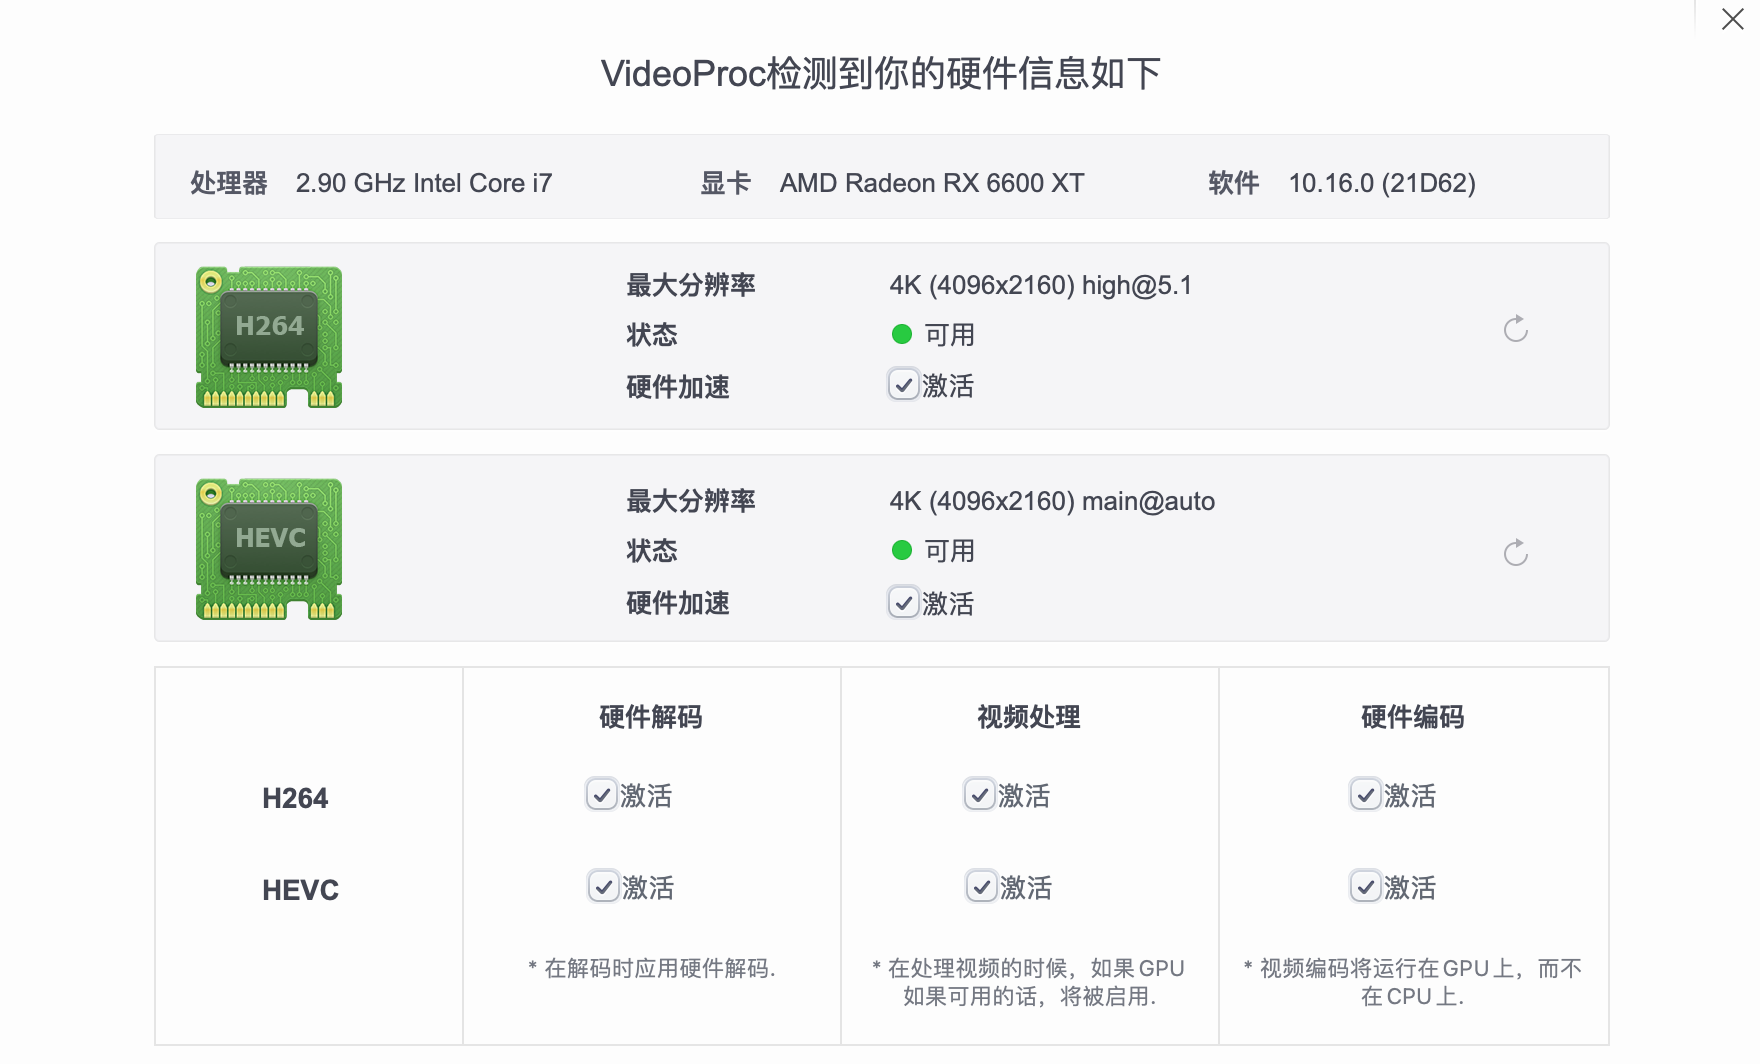 VideoProc检测到你的硬件信息如下
处理器 2.90 GHz Intel Core i7 显卡 AMD Radeon RX 6600 XT 软件 10.16.0 (21D62)
H264
最大分辨率 4K (4096x2160) high@5.1
状态 可用
硬件加速 激活
HEVC
最大分辨率 4K (4096x2160) main@auto
状态 可用
硬件加速 激活
硬件解码 视频处理 硬件编码
H264 激活 激活 激活
HEVC 激活 激活 激活
* 在解码时应用硬件解码.
* 在处理视频的时候，如果GPU
如果可用的话，将被启用.
* 视频编码将运行在GPU上，而不
在CPU上.